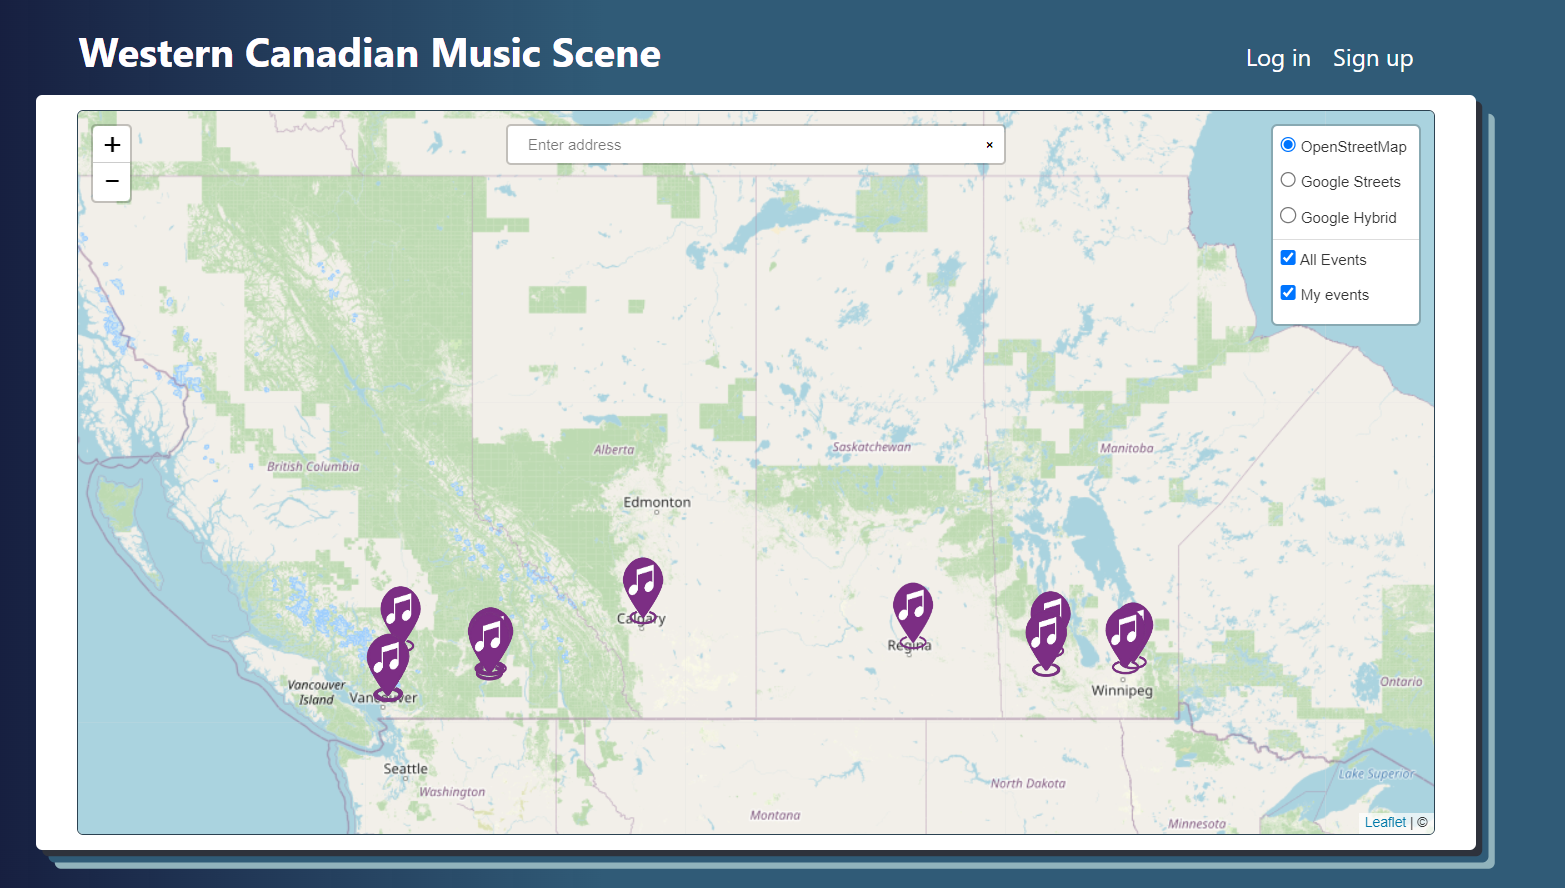 Western Canadian Music Scene
Log in
Sign up
+
−
Enter address
×
OpenStreetMap
Google Streets
Google Hybrid
All Events
My events
British Columbia
Alberta
Saskatchewan
Manitoba
Edmonton
Calgary
Regina
Vancouver
Island
Vancouver
Winnipeg
Ontario
Seattle
Washington
Montana
North Dakota
Minnesota
Lake Superior
Leaflet | ©